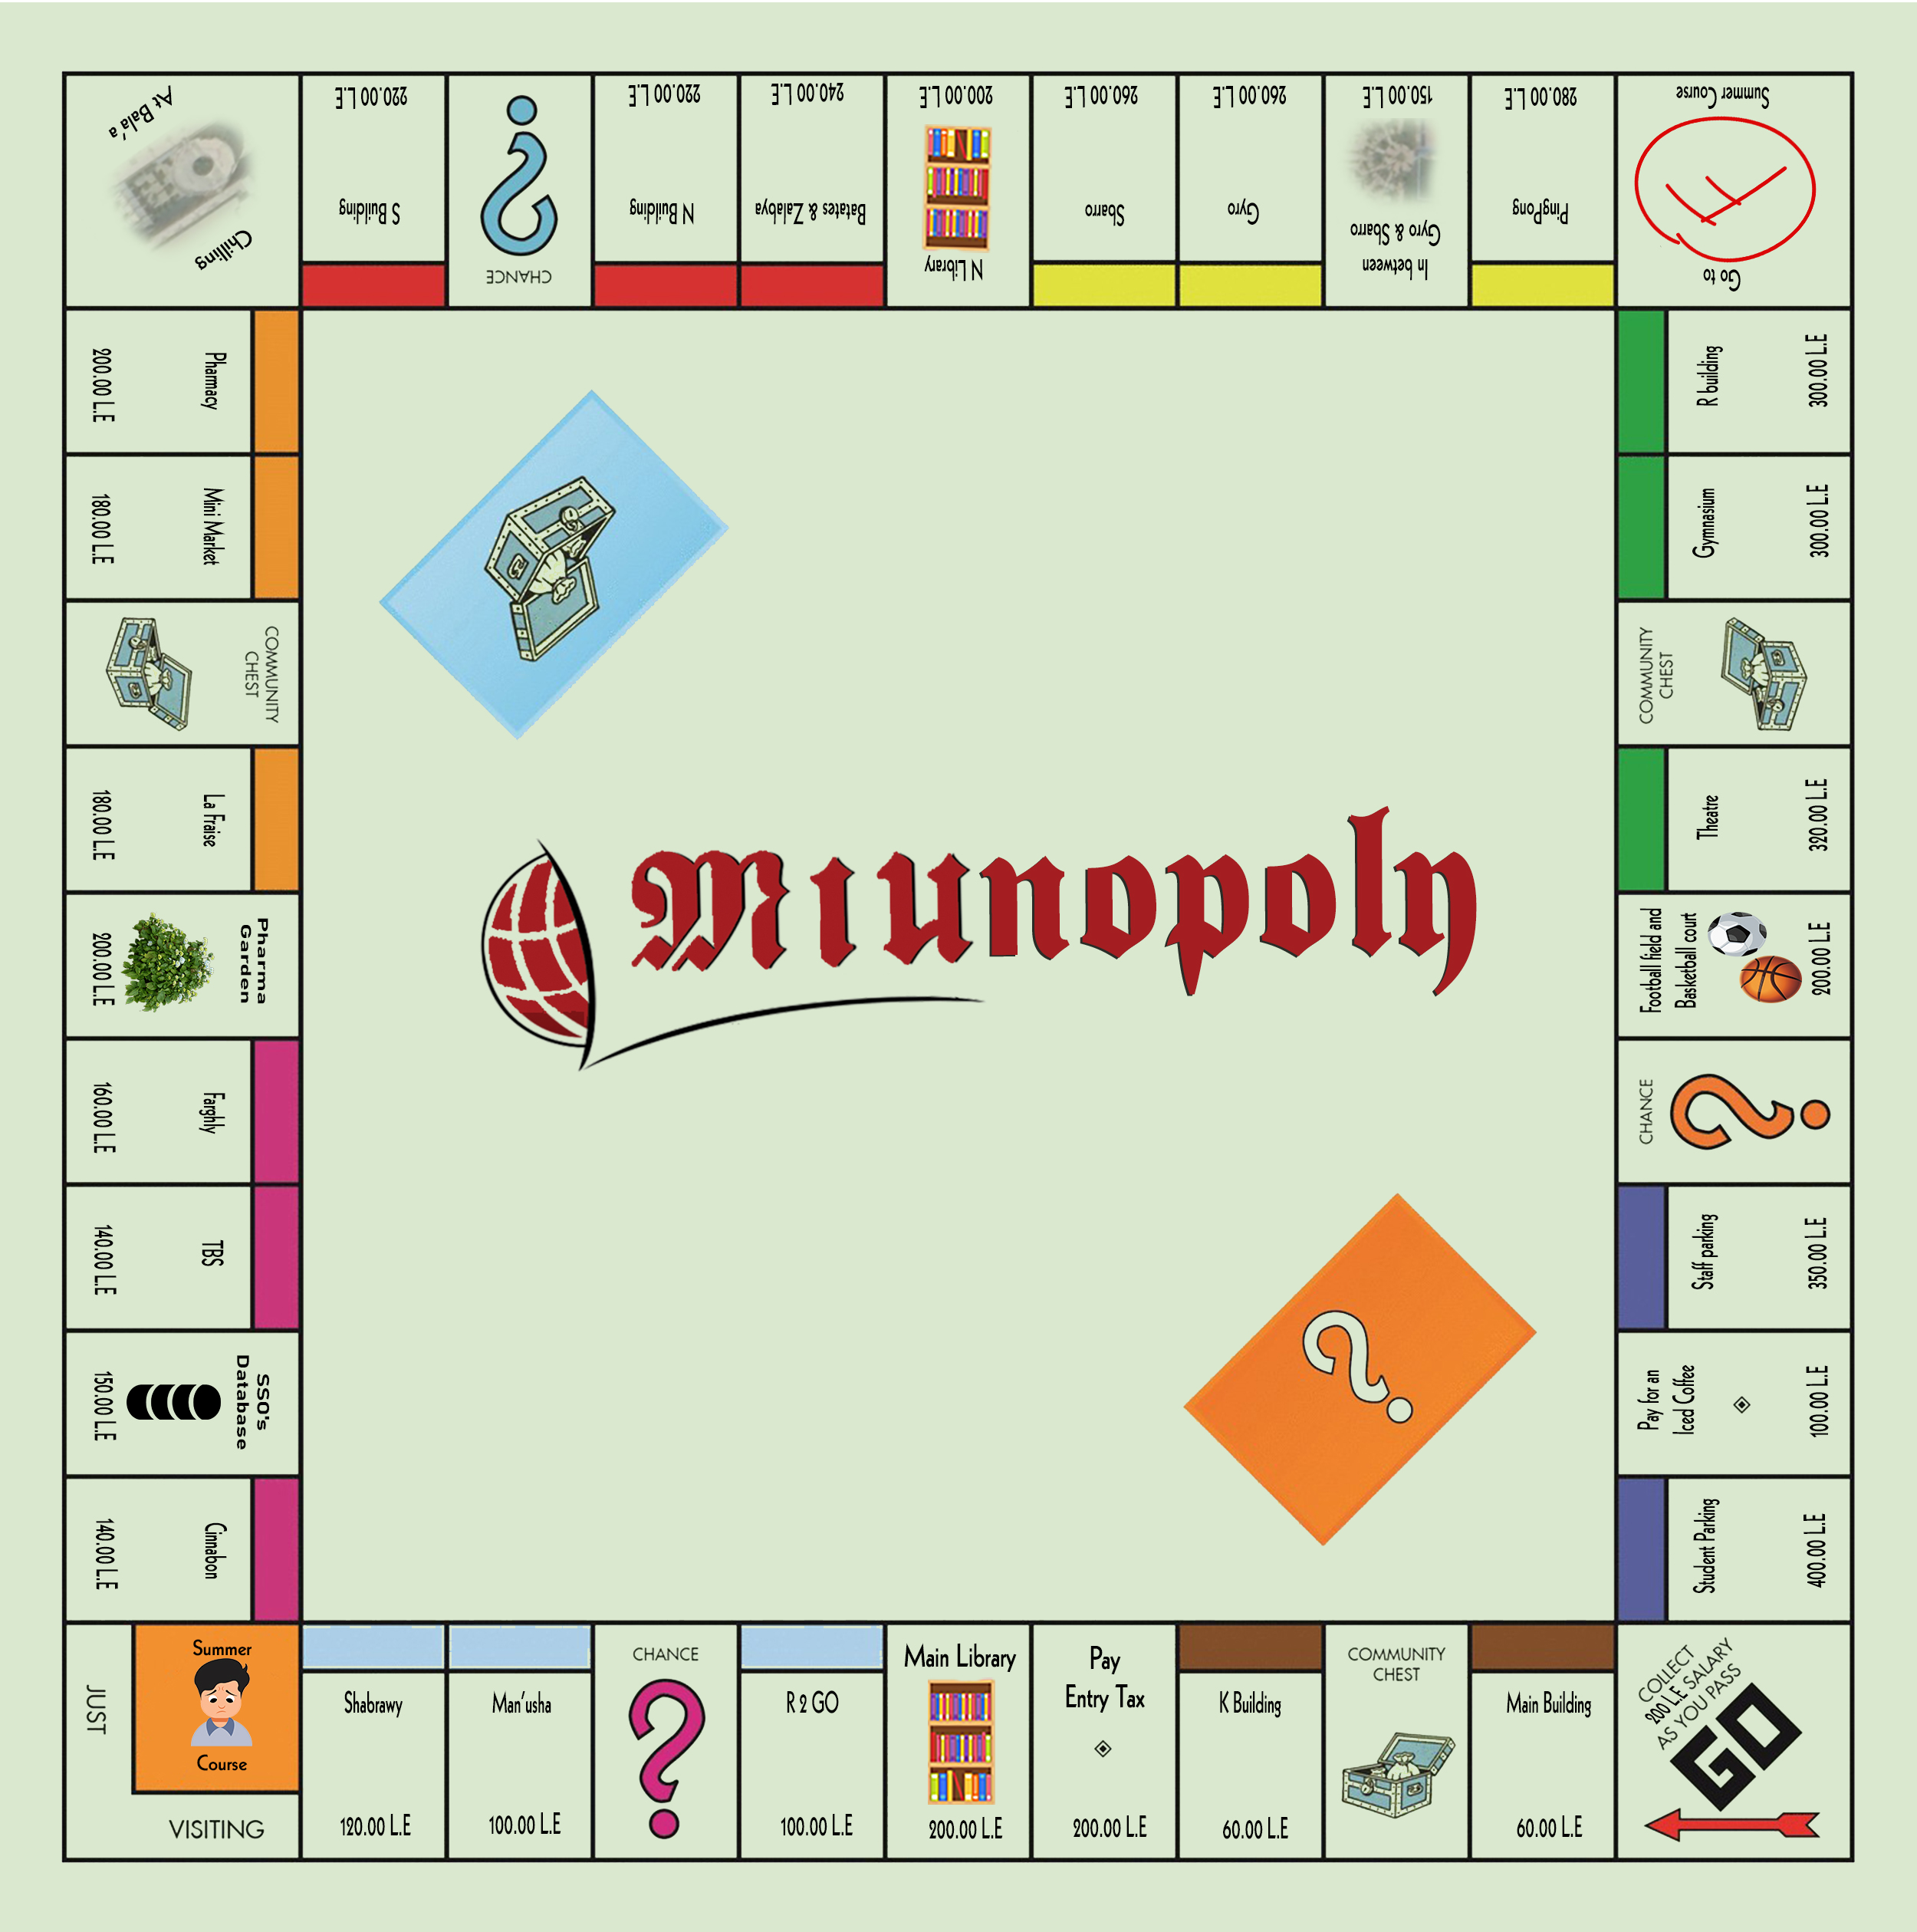 At Bala'a
Chilling
220.00 L.E
S Building
CHANCE
220.00 L.E
N Building
240.00 L.E
Batates & Zalabya
200.00 L.E
N Library
260.00 L.E
Sbarro
260.00 L.E
Gyro
150.00 L.E
In between
Gyro & Sbarro
280.00 L.E
PingPong
Go to
Summer Course
Pharmacy
200.00 L.E
Mini Market
180.00 L.E
COMMUNITY
CHEST
La Fraise
180.00 L.E
Pharma
Garden
200.00 L.E
Farghly
160.00 L.E
TBS
140.00 L.E
SSO's
Database
150.00 L.E
Cinnabon
140.00 L.E
Miunopoly
?
R building
300.00 L.E
Gymnasium
300.00 L.E
COMMUNITY
CHEST
Theatre
320.00 L.E
Football field and
Basketball court
200.00 L.E
CHANCE
Staff parking
350.00 L.E
Pay for an
Iced Coffee
100.00 L.E
Student Parking
400.00 L.E
JUST
VISITING
Summer
Course
Shabrawy
120.00 L.E
Man'usha
100.00 L.E
CHANCE
?
R 2 GO
100.00 L.E
Main Library
200.00 L.E
Pay
Entry Tax
200.00 L.E
K Building
60.00 L.E
COMMUNITY
CHEST
Main Building
60.00 L.E
COLLECT
200 L.E SALARY
AS YOU PASS
GO